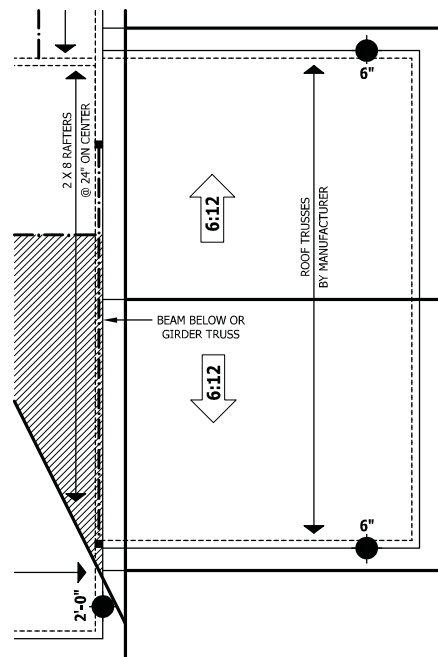 6"
2 X 8 RAFTERS
@ 24" ON CENTER
ROOF TRUSSES
BY MANUFACTURER
6:12
BEAM BELOW OR
GIRDER TRUSS
6:12
6"
2'-0"